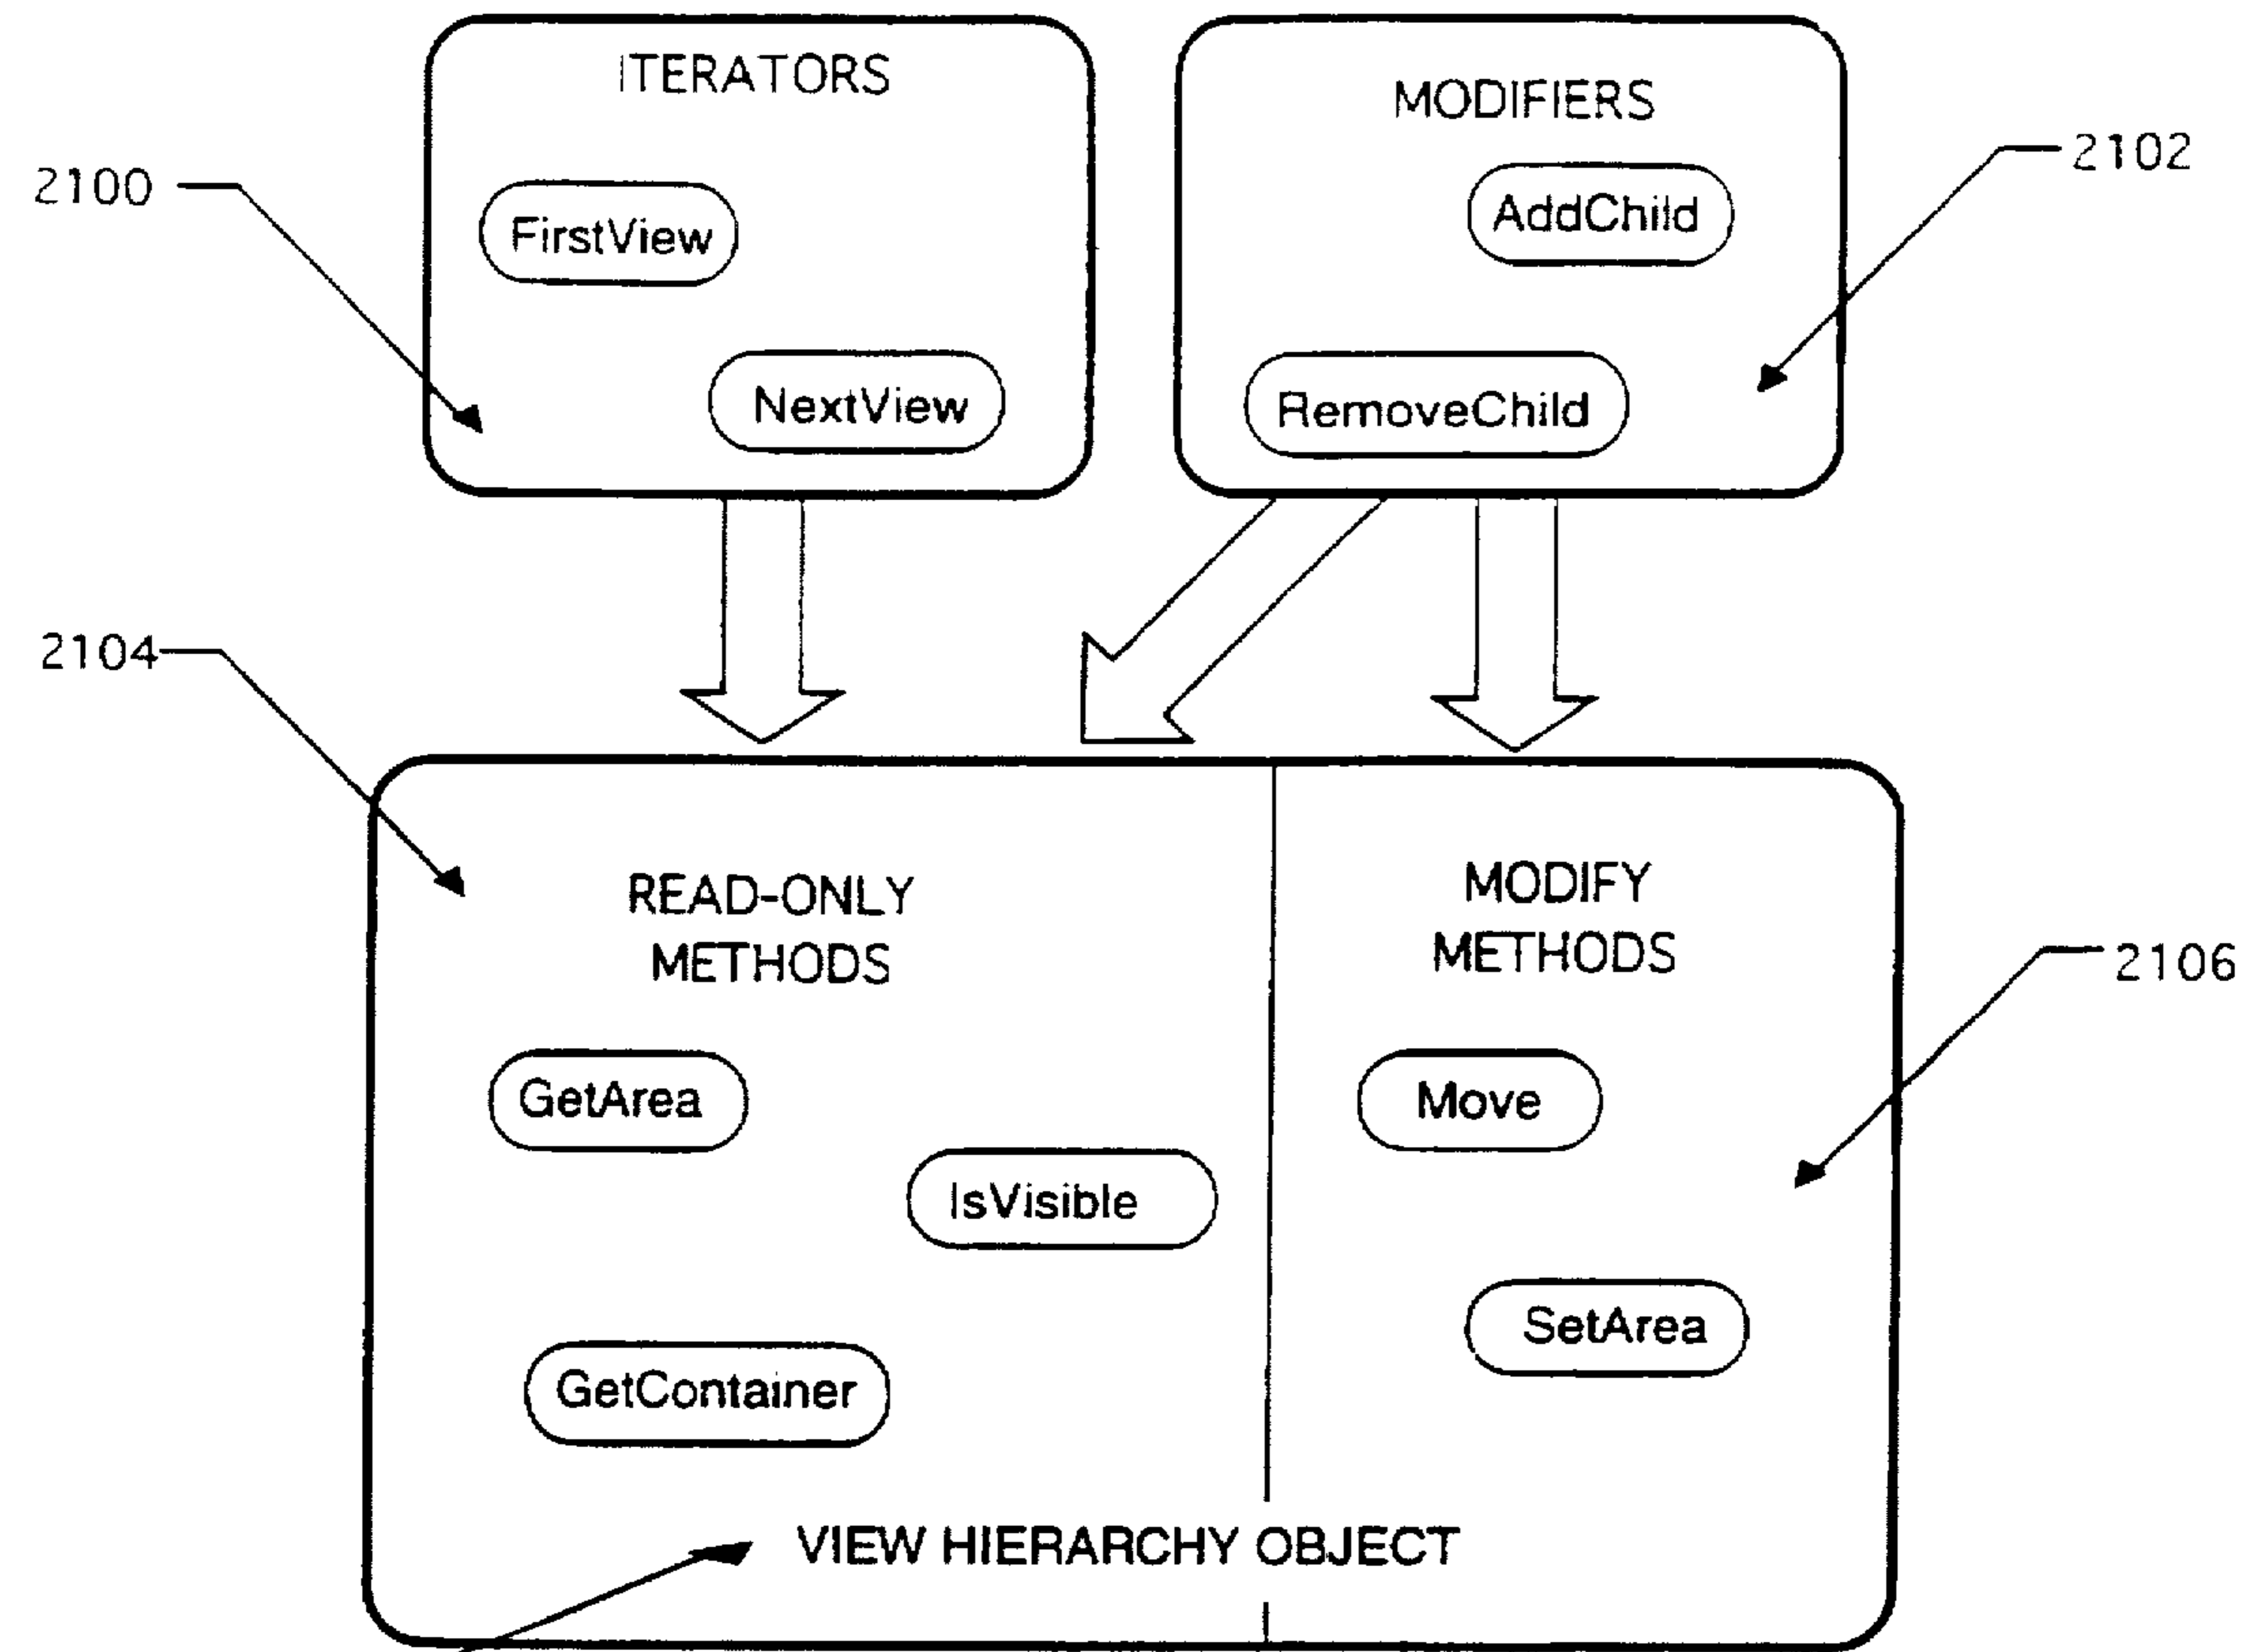 ITERATORS
MODIFIERS
2100
2102
FirstView
AddChild
NextView
RemoveChild
2104
READ-ONLY
METHODS
MODIFY
METHODS
2106
GetArea
Move
IsVisible
SetArea
GetContainer
VIEW HIERARCHY OBJECT